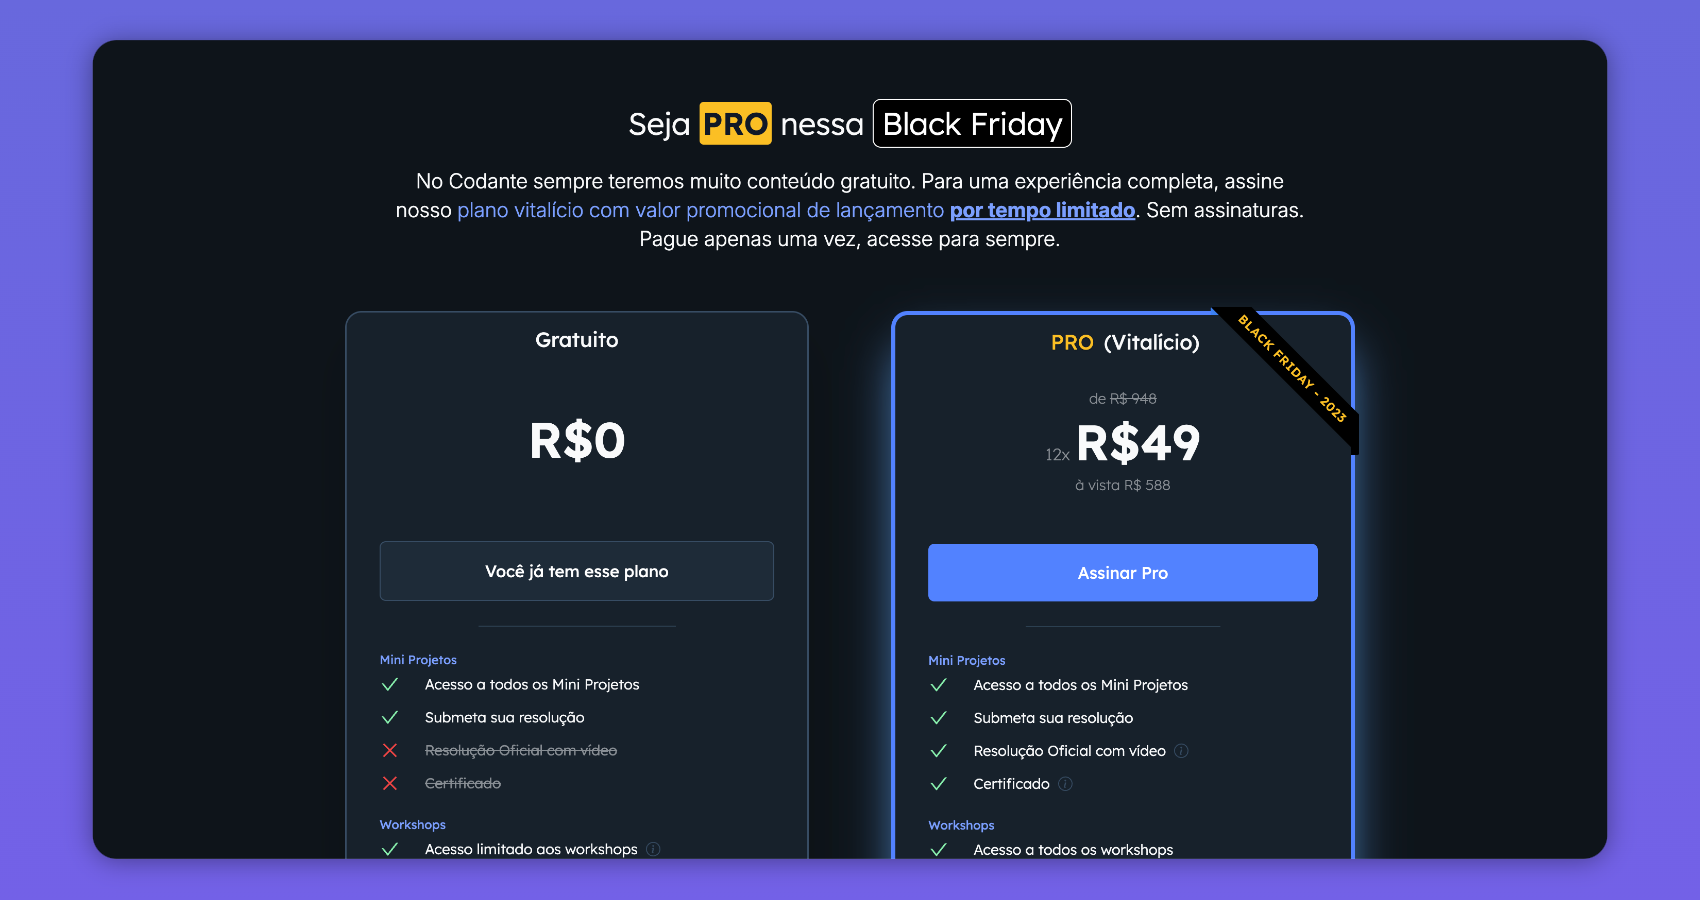 Seja PRO nessa Black Friday
No Codante sempre teremos muito conteúdo gratuito. Para uma experiência completa, assine
nosso plano vitalício com valor promocional de lançamento por tempo limitado. Sem assinaturas.
Pague apenas uma vez, acesse para sempre.
Gratuito
R$0
Você já tem esse plano
Mini Projetos
Acesso a todos os Mini Projetos
Submeta sua resolução
Resolução Oficial com vídeo
Certificado
Workshops
Acesso limitado aos workshops
PRO (Vitalício)
BLACK FRIDAY - 2023
de R$ 948
12x R$49
à vista R$ 588
Assinar Pro
Mini Projetos
Acesso a todos os Mini Projetos
Submeta sua resolução
Resolução Oficial com vídeo
Certificado
Workshops
Acesso a todos os workshops